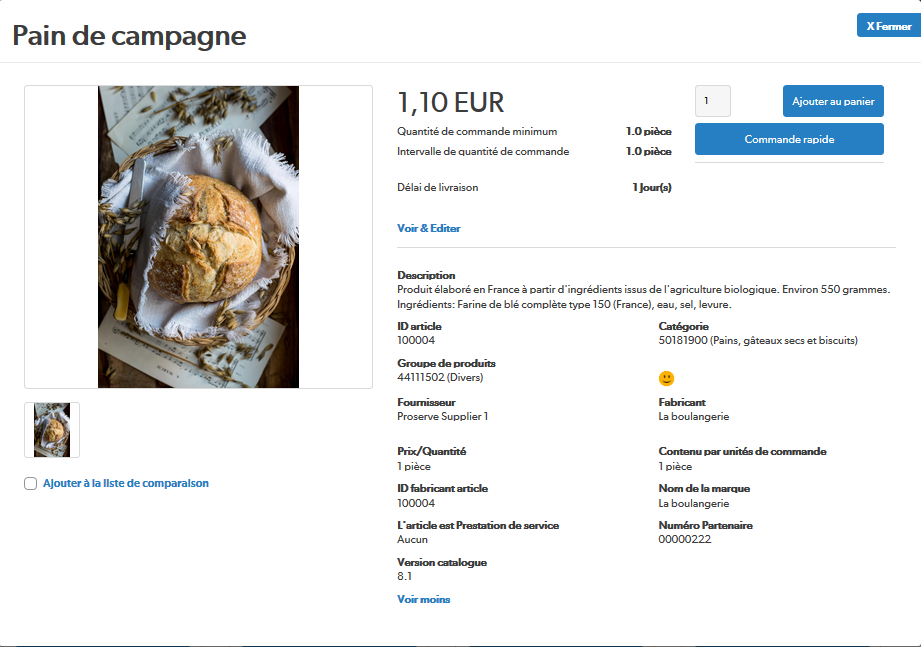 Pain de campagne
X Fermer
1,10 EUR
1
Ajouter au panier
Quantité de commande minimum 1.0 pièce
Commande rapide
Intervalle de quantité de commande 1.0 pièce
Délai de livraison 1 Jour(s)
Voir & Editer
Description
Produit élaboré en France à partir d'ingrédients issus de l'agriculture biologique. Environ 550 grammes.
Ingrédients: Farine de blé complète type 150 (France), eau, sel, levure.
ID article
100004
Catégorie
50181900 (Pains, gâteaux secs et biscuits)
Groupe de produits
44111502 (Divers)
Fournisseur
Proserve Supplier 1
Fabricant
La boulangerie
Prix/Quantité
1 pièce
Contenu par unités de commande
1 pièce
ID fabricant article
100004
Nom de la marque
La boulangerie
L'article est Prestation de service
Aucun
Numéro Partenaire
00000222
Version catalogue
8.1
Voir moins
Ajouter à la liste de comparaison